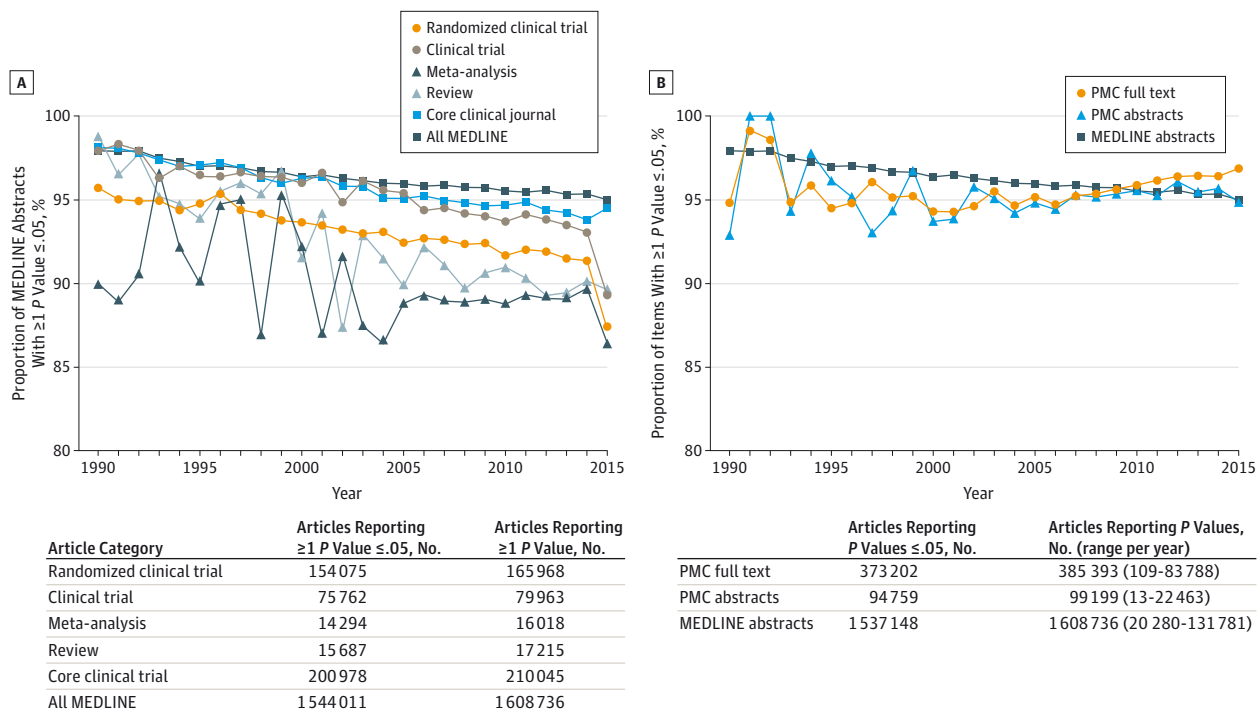 Randomized clinical trial
Clinical trial
Meta-analysis
Review
Core clinical journal
All MEDLINE
A
100
95
90
85
80
Proportion of MEDLINE Abstracts
With ≥1 P Value ≤.05, %
1990
1995
2000
2005
2010
2015
Year
Article Category
Articles Reporting
≥1 P Value ≤.05, No.
Articles Reporting
≥1 P Value, No.
Randomized clinical trial 154075 165968
Clinical trial 75762 79963
Meta-analysis 14294 16018
Review 15687 17215
Core clinical trial 200978 210045
All MEDLINE 1544011 1608736
B
PMC full text
PMC abstracts
MEDLINE abstracts
100
95
90
85
80
Proportion of Items With ≥1 P Value ≤.05, %
1990
1995
2000
2005
2010
2015
Year
Articles Reporting
P Values ≤.05, No.
Articles Reporting P Values,
No. (range per year)
PMC full text 373202 385393 (109-83788)
PMC abstracts 94759 99199 (13-22463)
MEDLINE abstracts 1537148 1608736 (20280-131781)